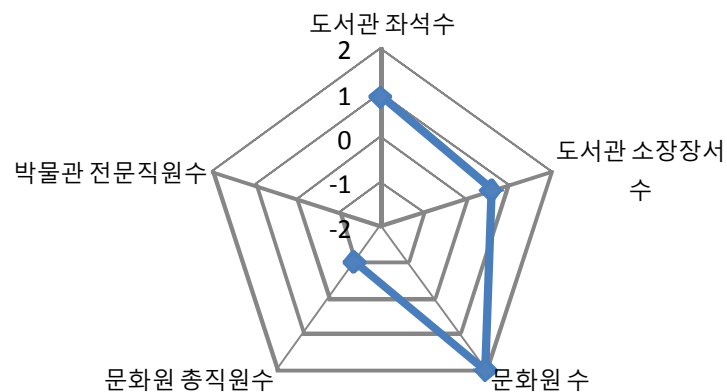 도서관 좌석수
2
1
0
-1
-2
도서관 소장장서
수
박물관 전문직원수
문화원 총직원수
문화원 수